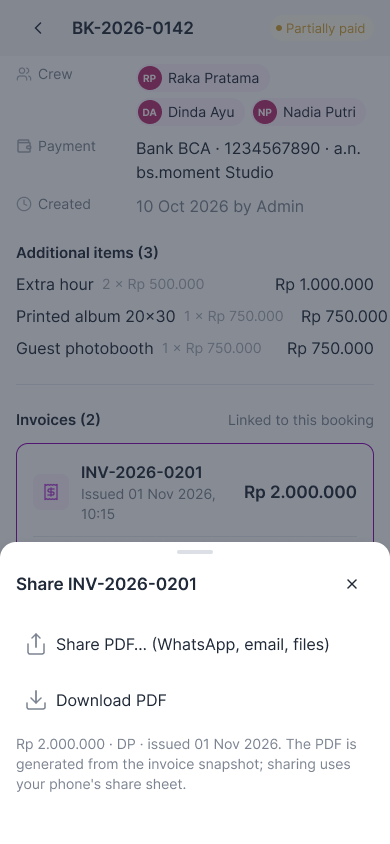 BK-2026-0142
Partially paid
Crew
RP Raka Pratama
DA Dinda Ayu NP Nadia Putri
Payment
Bank BCA · 1234567890 · a.n.
bs.moment Studio
Created
10 Oct 2026 by Admin
Additional items (3)
Extra hour 2 × Rp 500.000 Rp 1.000.000
Printed album 20×30 1 × Rp 750.000 Rp 750.000
Guest photobooth 1 × Rp 750.000 Rp 750.000
Invoices (2) Linked to this booking
INV-2026-0201
Issued 01 Nov 2026,
10:15
Rp 2.000.000
Share INV-2026-0201
Share PDF... (WhatsApp, email, files)
Download PDF
Rp 2.000.000 · DP · issued 01 Nov 2026. The PDF is
generated from the invoice snapshot; sharing uses
your phone's share sheet.